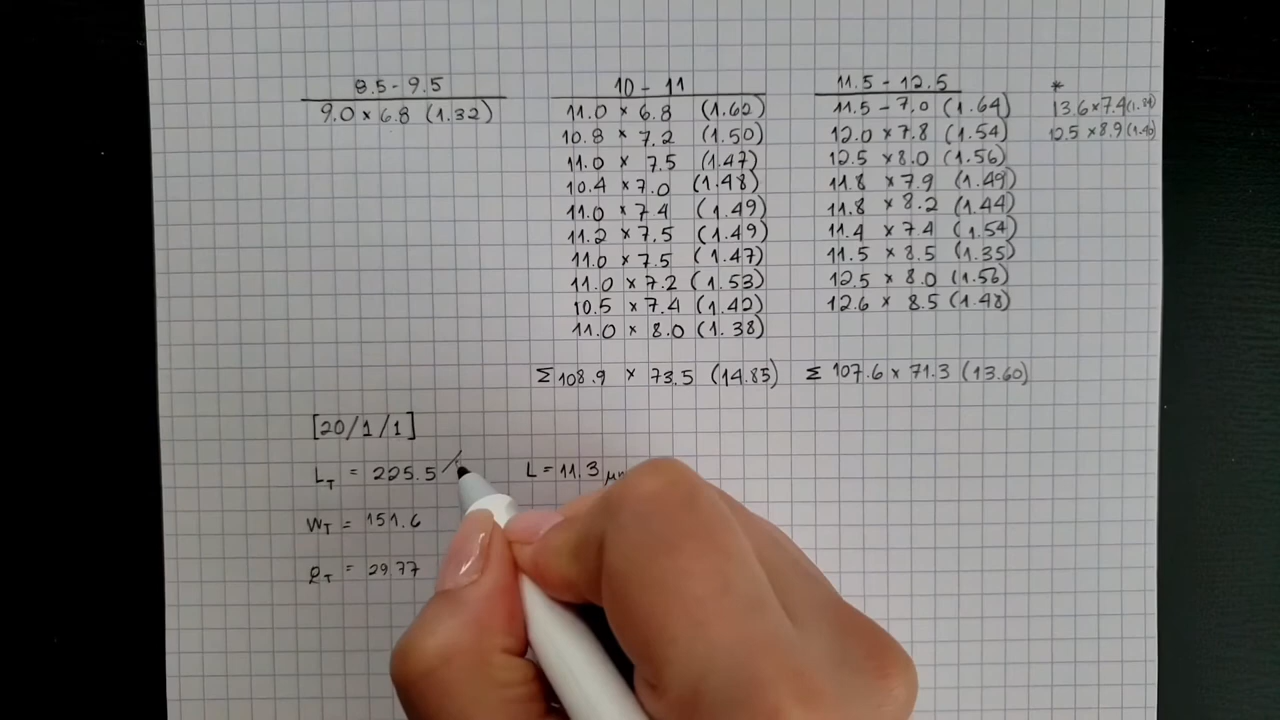 8.5 - 9.5
9.0 × 6.8 (1.32)
10 - 11
11.0 × 6.8 (1.62)
10.8 × 7.2 (1.50)
11.0 × 7.5 (1.47)
10.4 × 7.0 (1.48)
11.0 × 7.4 (1.49)
11.2 × 7.5 (1.49)
11.0 × 7.5 (1.47)
11.0 × 7.2 (1.53)
10.5 × 7.4 (1.42)
11.0 × 8.0 (1.38)
Σ 108.9 × 73.5 (14.85)
11.5 - 12.5
11.5 - 7.0 (1.64)
12.0 × 7.8 (1.54)
12.5 × 8.0 (1.56)
11.8 × 7.9 (1.49)
11.8 × 8.2 (1.44)
11.4 × 7.4 (1.54)
11.5 × 8.5 (1.35)
12.5 × 8.0 (1.56)
12.6 × 8.5 (1.48)
Σ 107.6 × 71.3 (13.60)
*
13.6 × 7.4
12.5 × 8.9 (1.40)
[20/1/1]
L_T = 225.5 /
L = 11.3
W_T = 151.6
Q_T = 29.77